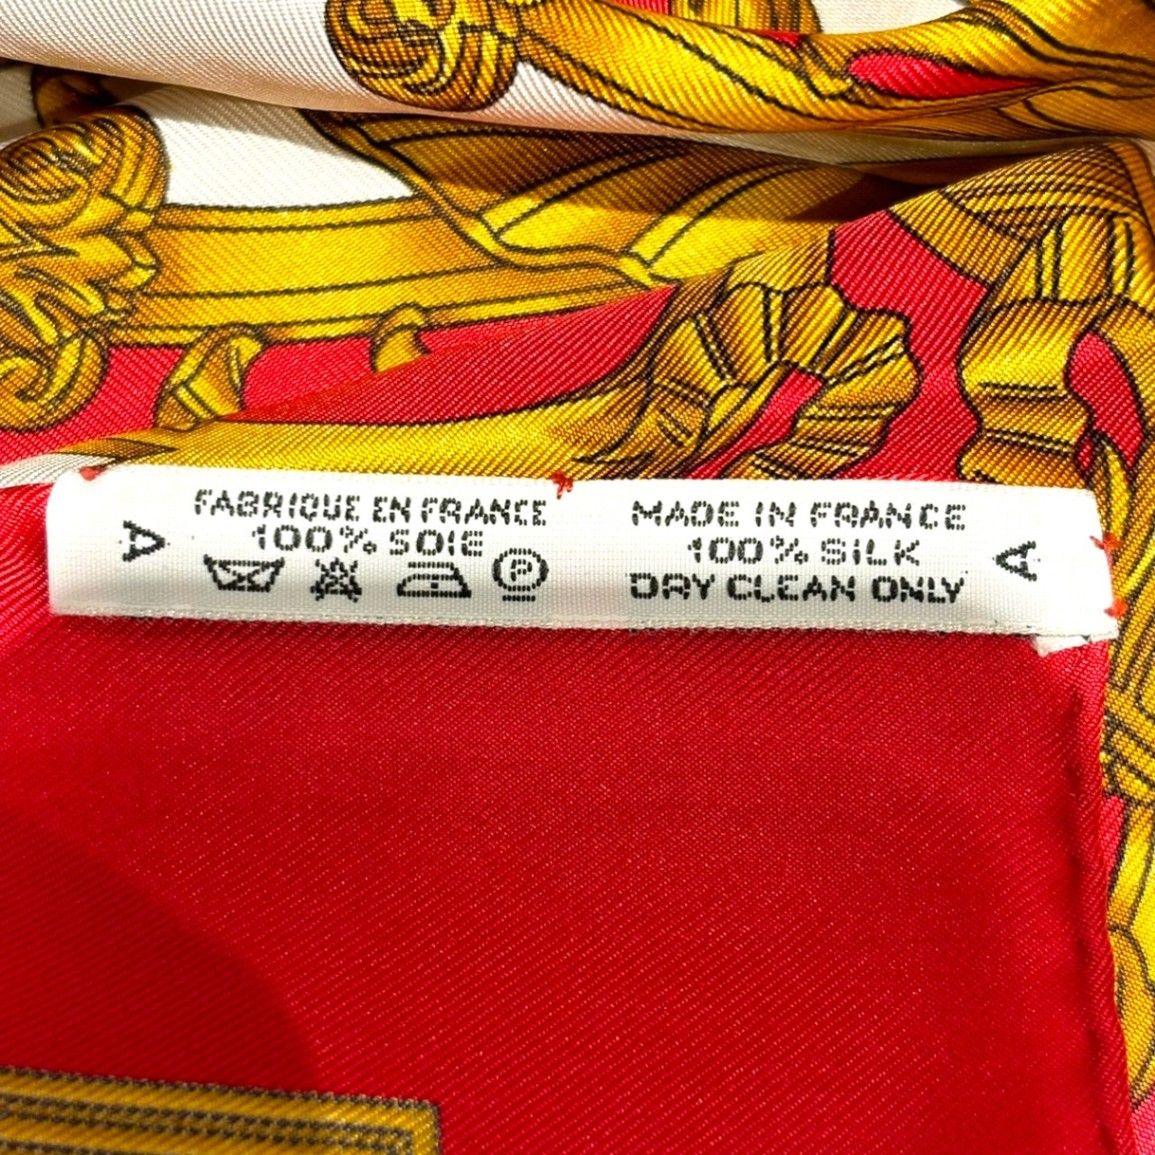 A
FABRIQUE EN FRANCE
100% SOIE
P
MADE IN FRANCE
100% SILK
DRY CLEAN ONLY
A